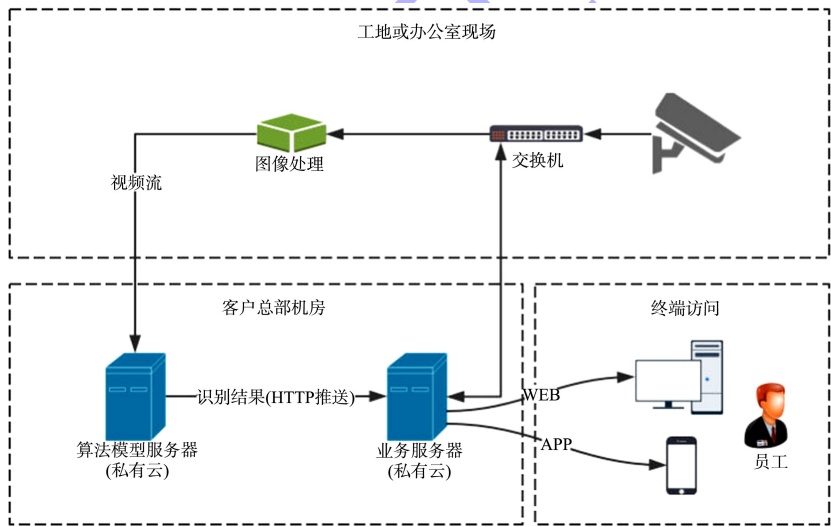 工地或办公室现场
图像处理
交换机
视频流
客户总部机房
终端访问
识别结果(HTTP推送)
WEB
APP
算法模型服务器
(私有云)
业务服务器
(私有云)
员工